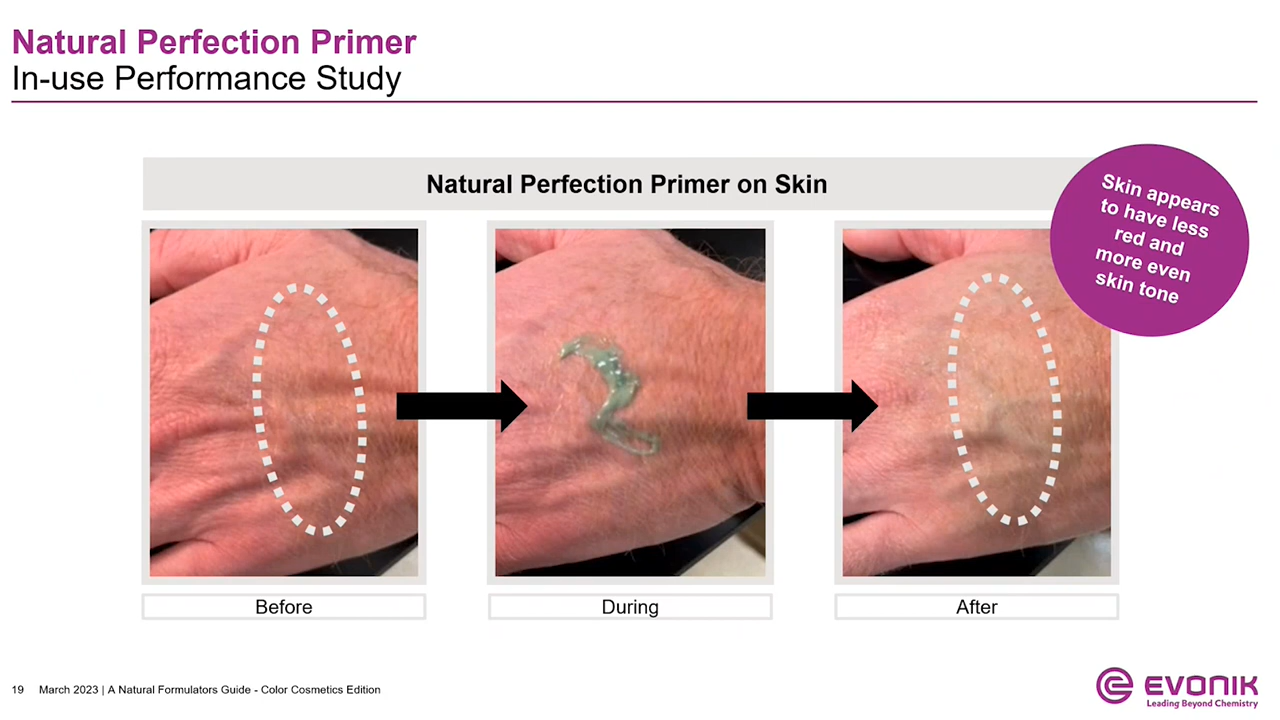 Natural Perfection Primer
In-use Performance Study
Natural Perfection Primer on Skin
Skin appears
to have less
red and
more even
skin tone
Before
During
After
19 March 2023 | A Natural Formulators Guide - Color Cosmetics Edition
EVONIK
Leading Beyond Chemistry